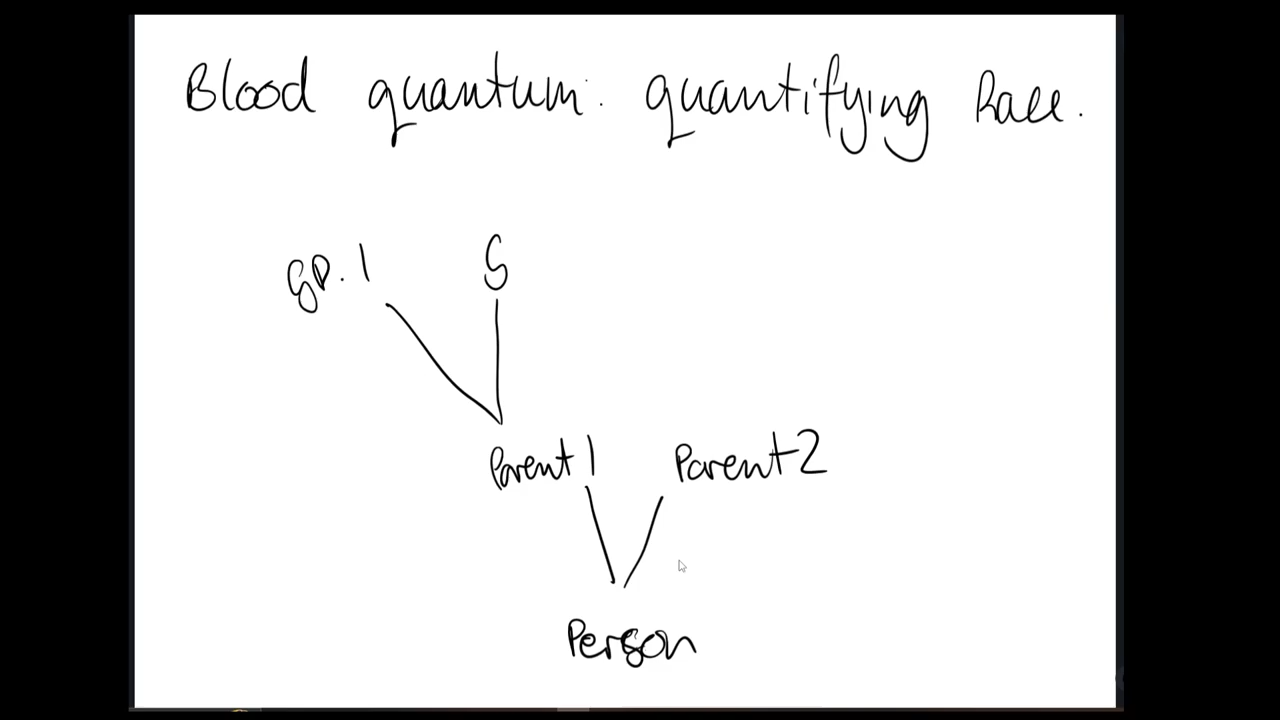 Blood quantum: quantifying Race.
GP. 1 G
Parent 1 Parent 2
Person